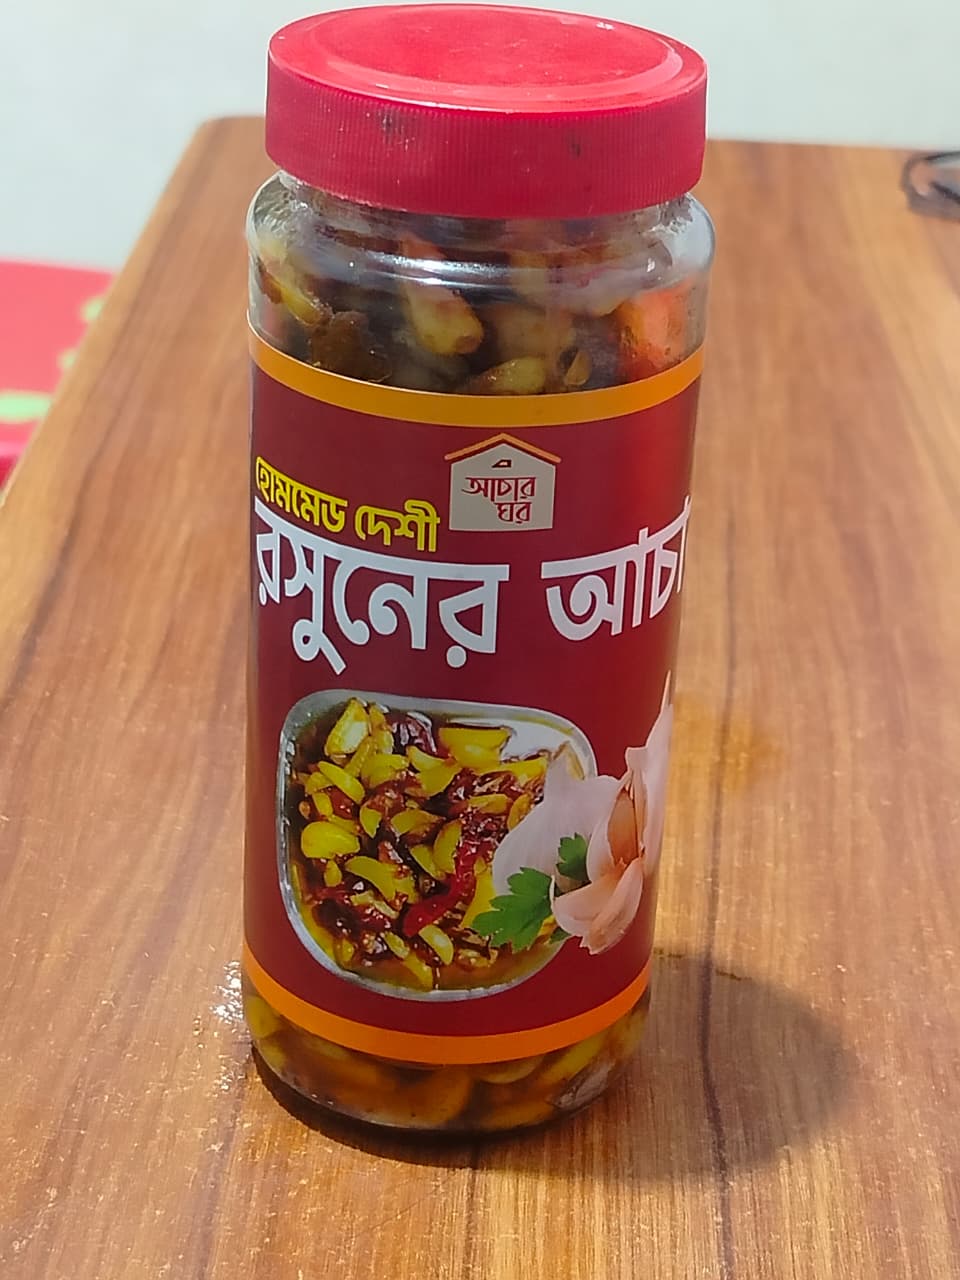 আচার
ঘর
হোমমেড দেশী
রসুনের আচা